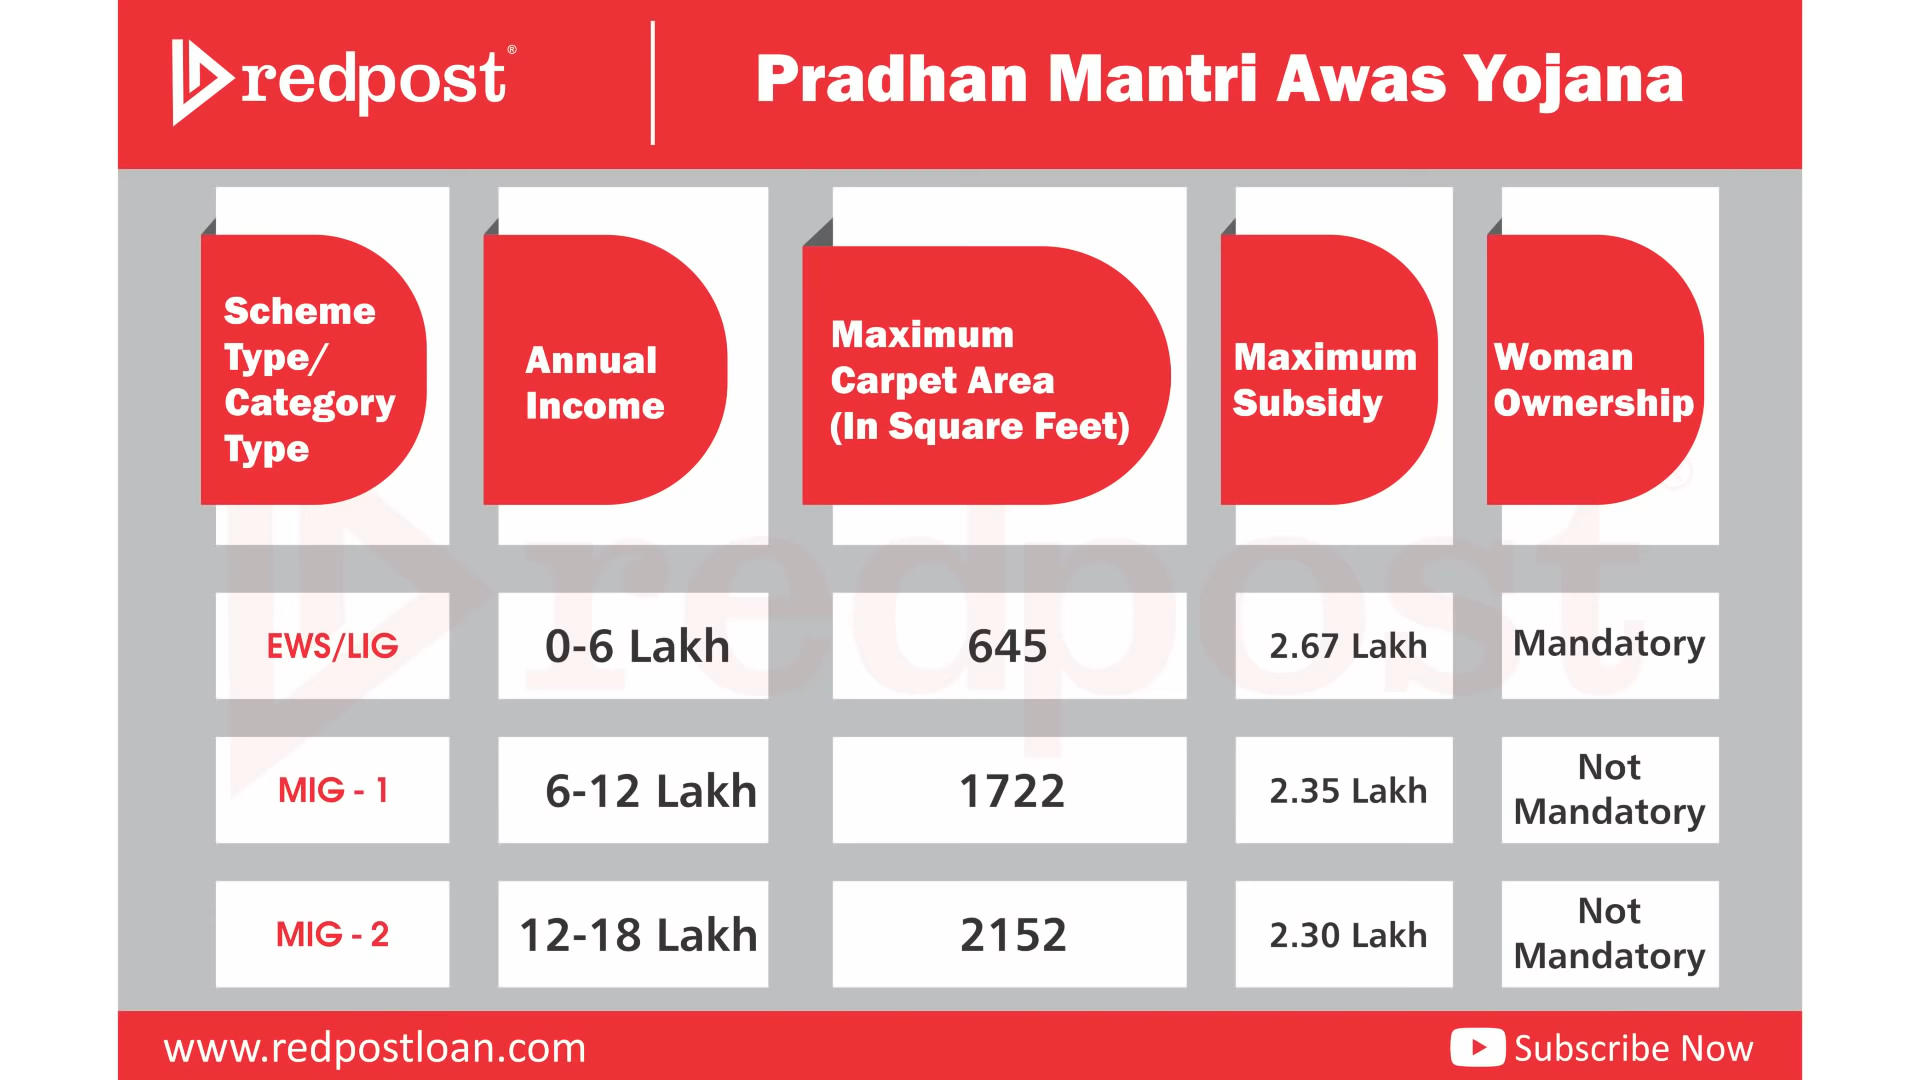 redpost®
Pradhan Mantri Awas Yojana
Scheme
Type/
Category
Type
Annual
Income
Maximum
Carpet Area
(In Square Feet)
Maximum
Subsidy
Woman
Ownership
redpost®
EWS/LIG
0-6 Lakh
645
2.67 Lakh
Mandatory
MIG - 1
6-12 Lakh
1722
2.35 Lakh
Not
Mandatory
MIG - 2
12-18 Lakh
2152
2.30 Lakh
Not
Mandatory
www.redpostloan.com
Subscribe Now